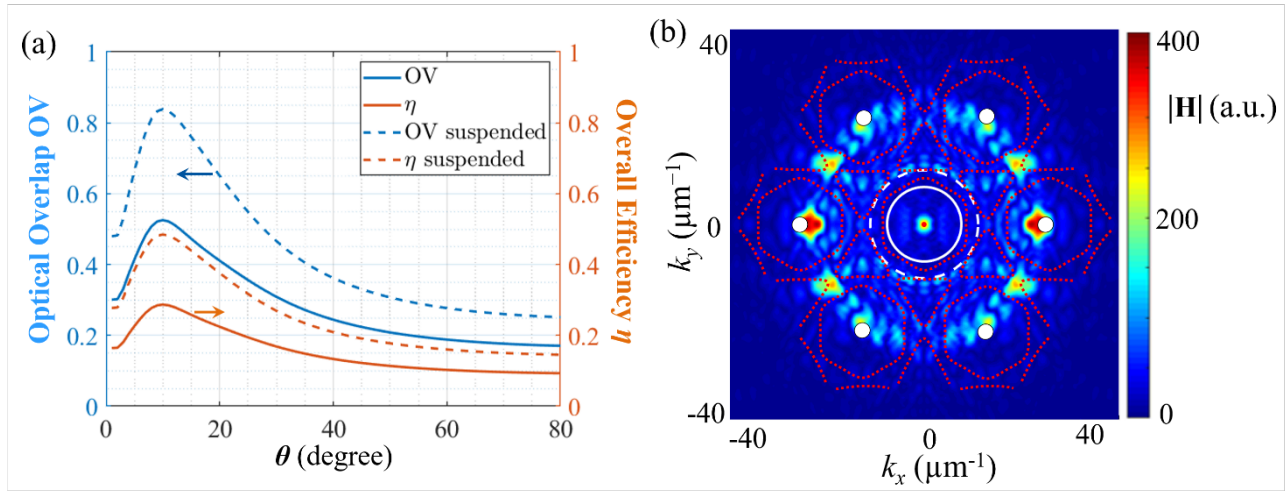 (a)
1
0.8
0.6
0.4
0.2
0
Optical Overlap OV
OV
η
OV suspended
η suspended
1
0.8
0.6
0.4
0.2
0
Overall Efficiency η
0 20 40 60 80
θ (degree)
(b)
40
0
-40
k_y (μm⁻¹)
-40 0 40
k_x (μm⁻¹)
400
|H| (a.u.)
200
0